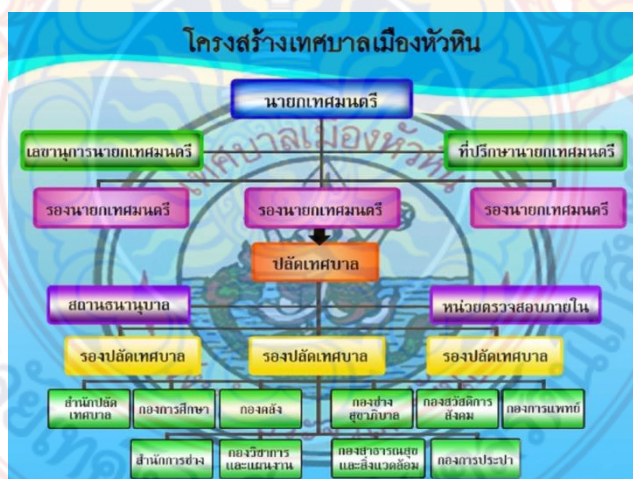 โครงสร้างเทศบาลเมืองหัวหิน
นายกเทศมนตรี
เลขานุการนายกเทศมนตรี
ที่ปรึกษานายกเทศมนตรี
เทศบาลเมืองหัวหิน
รองนายกเทศมนตรี
รองนายกเทศมนตรี
รองนายกเทศมนตรี
ปลัดเทศบาล
สถานธนานุบาล
หน่วยตรวจสอบภายใน
รองปลัดเทศบาล
รองปลัดเทศบาล
รองปลัดเทศบาล
สำนักปลัด
เทศบาล
กองการศึกษา
กองคลัง
กองช่าง
สุขาภิบาล
กองสวัสดิการ
สังคม
กองการแพทย์
สำนักการช่าง
กองวิชาการ
และแผนงาน
กองสาธารณสุข
และสิ่งแวดล้อม
กองการประปา